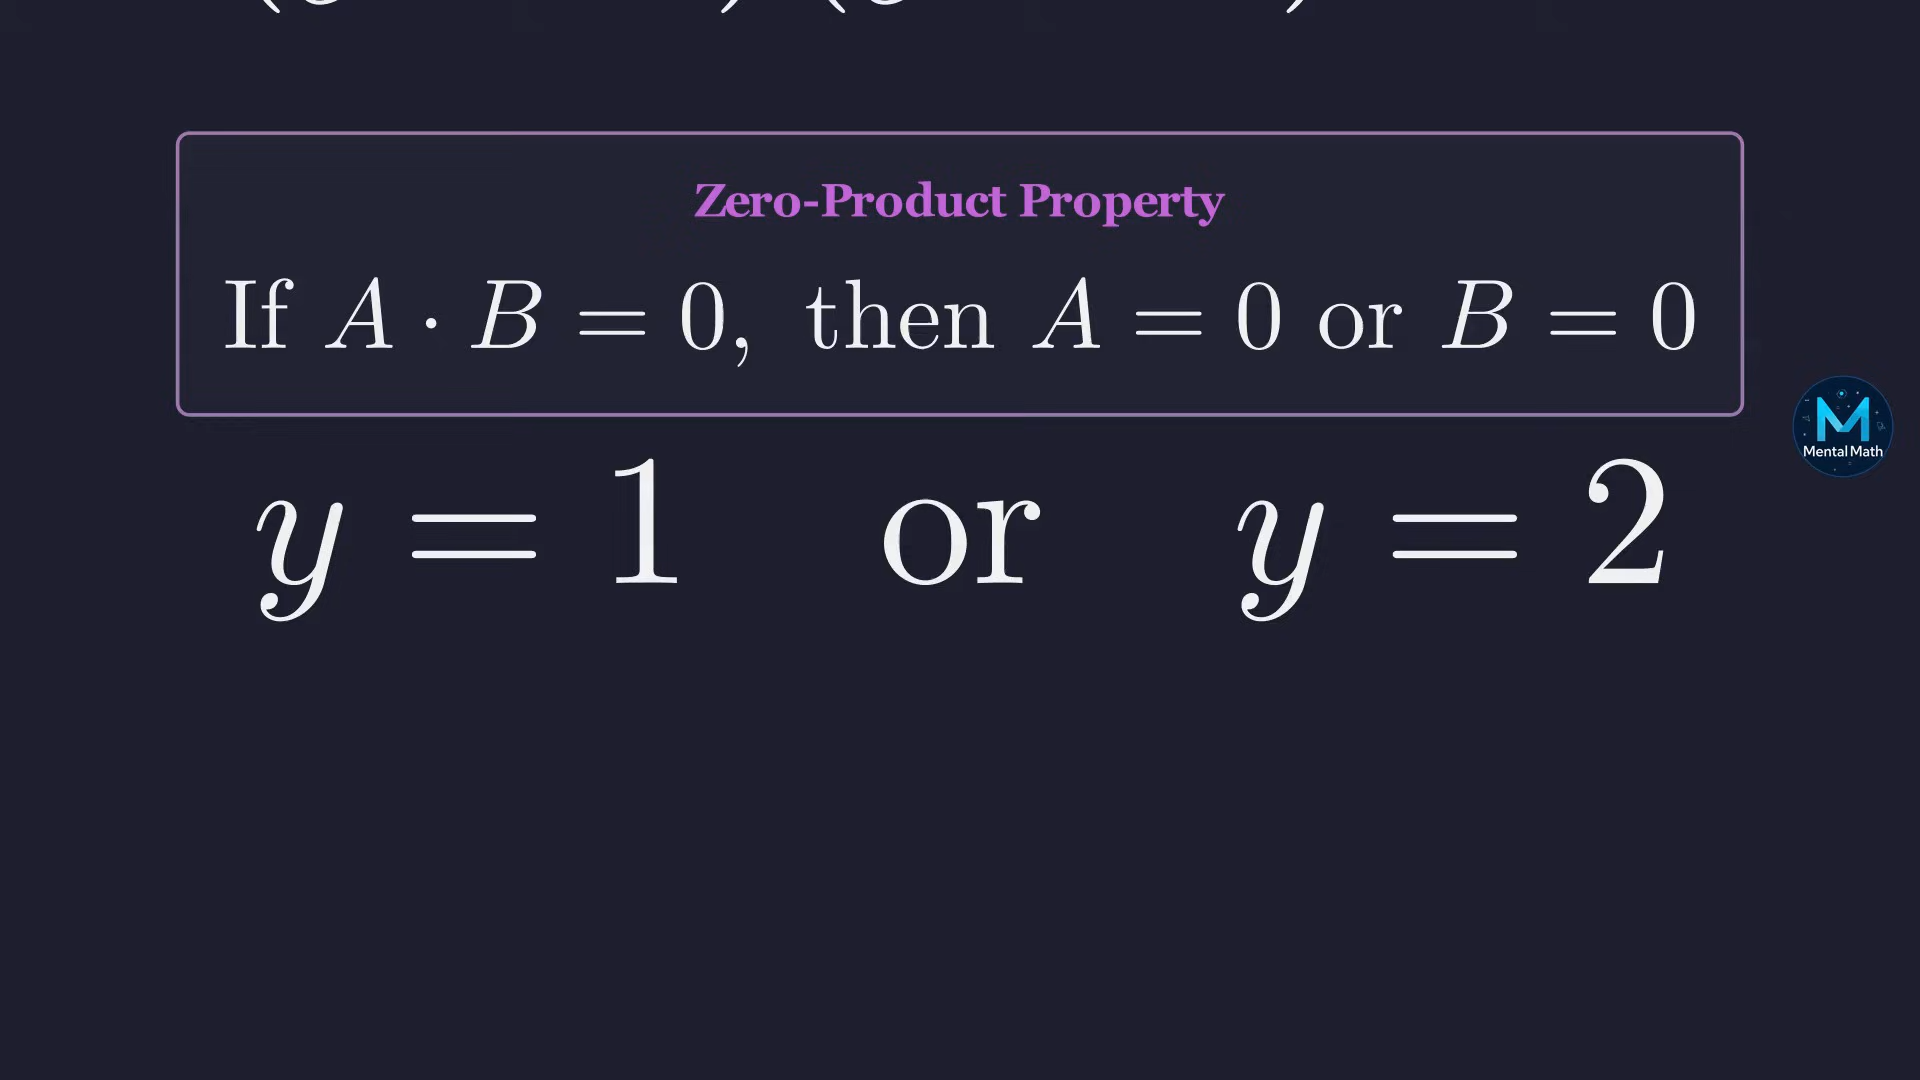 Zero-Product Property
If A · B = 0, then A = 0 or B = 0
y = 1 or y = 2
M
Mental Math